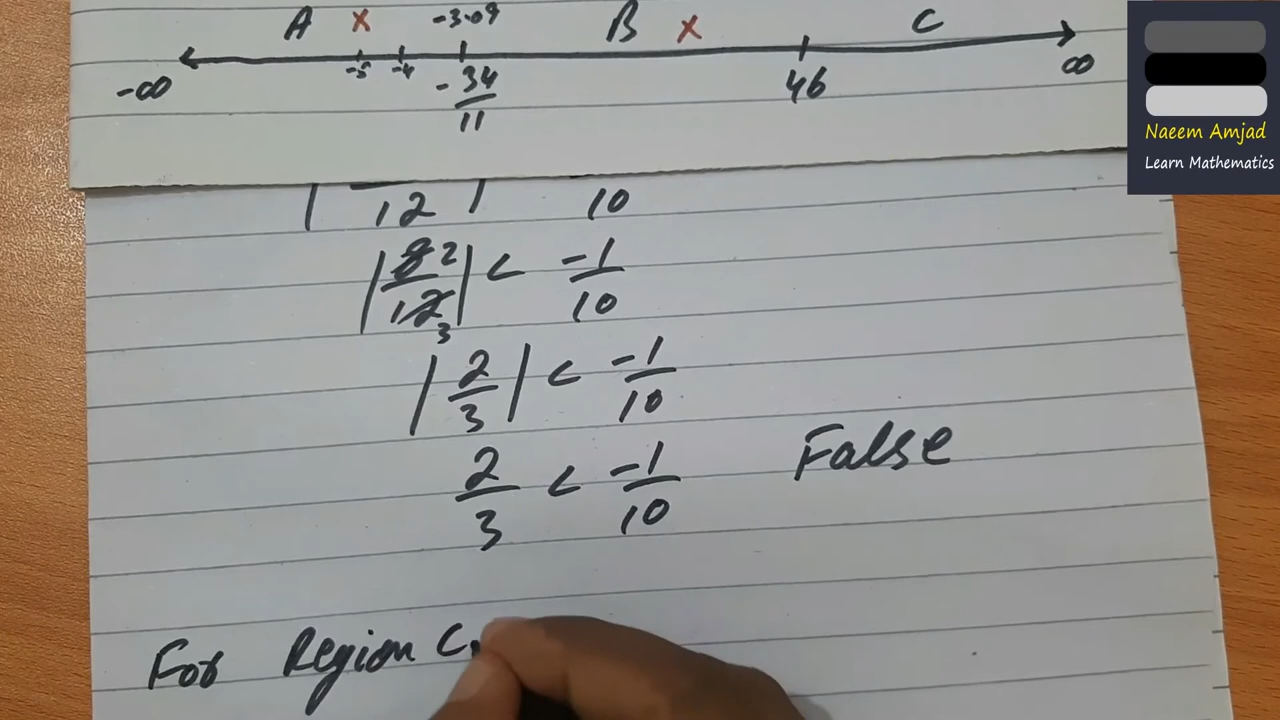 A × -3.09 B × C
-∞ -5 -4 -34/11 46 ∞
Naeem Amjad
Learn Mathematics
| 12 | 10
|8 2/12 3| < -1/10
|2/3| < -1/10
2/3 < -1/10 False
For Region C,